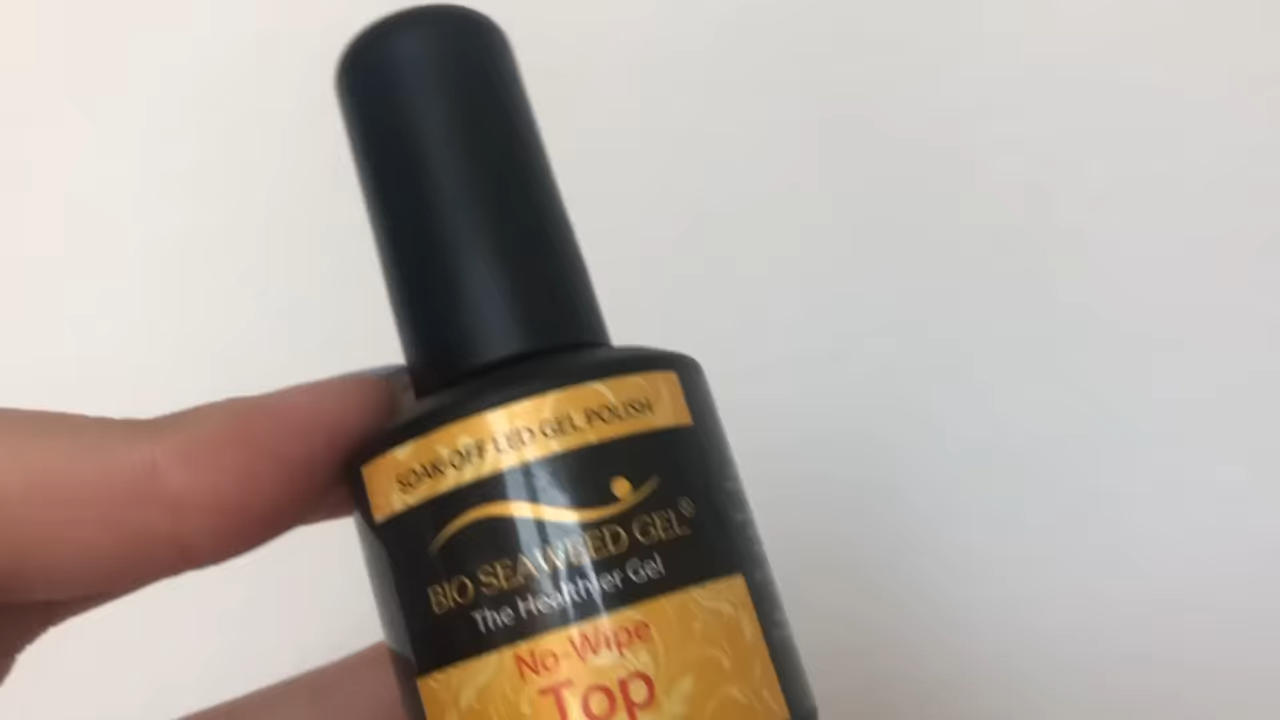 SOAK-OFF LED GEL POLISH
BIO SEAWEED GEL®
The Healthier Gel
No-Wipe
Top